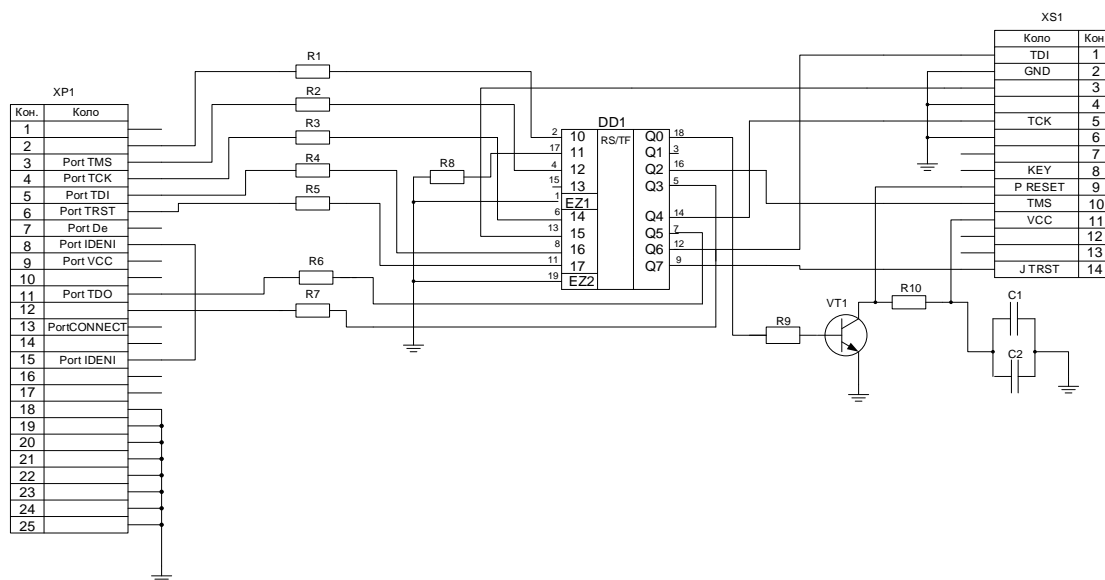 XP1
Кон. Коло
1
2
3 Port TMS
4 Port TCK
5 Port TDI
6 Port TRST
7 Port De
8 Port IDENI
9 Port VCC
10
11 Port TDO
12
13 PortCONNECT
14
15 Port IDENI
16
17
18
19
20
21
22
23
24
25
R1
R2
R3
R4
R5
R6
R7
R8
DD1
RS/TF
2 10 Q0 18
17 11 Q1 3
4 12 Q2 16
15 13 Q3 5
1 EZ1
6 14 Q4 14
13 15 Q5 7
8 16 Q6 12
11 17 Q7 9
19 EZ2
R9
VT1
R10
C1
C2
XS1
Коло Кон
TDI 1
GND 2
3
4
TCK 5
6
7
KEY 8
P RESET 9
TMS 10
VCC 11
12
13
J TRST 14